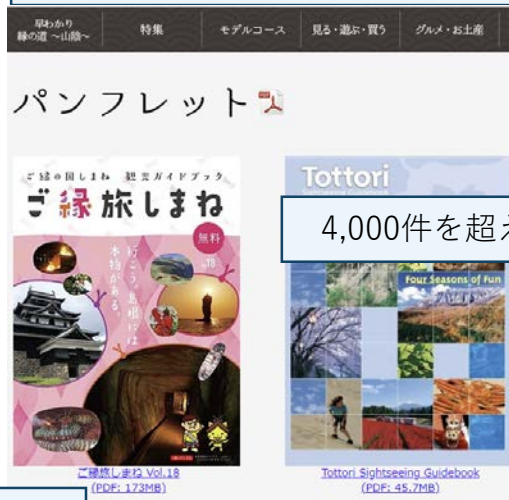 早わかり
縁の道 ～山陰～
特集
モデルコース
見る・遊ぶ・買う
グルメ・お土産
パンフレット
ご縁の国しまね 観光ガイドブック
ご縁旅しまね
無料
行こう、島根には
本物がある。
Tottori
4,000件を超え
Four Seasons of Fun
ご縁旅しまね Vol.18
(PDF: 173MB)
Tottori Sightseeing Guidebook
(PDF: 45.7MB)